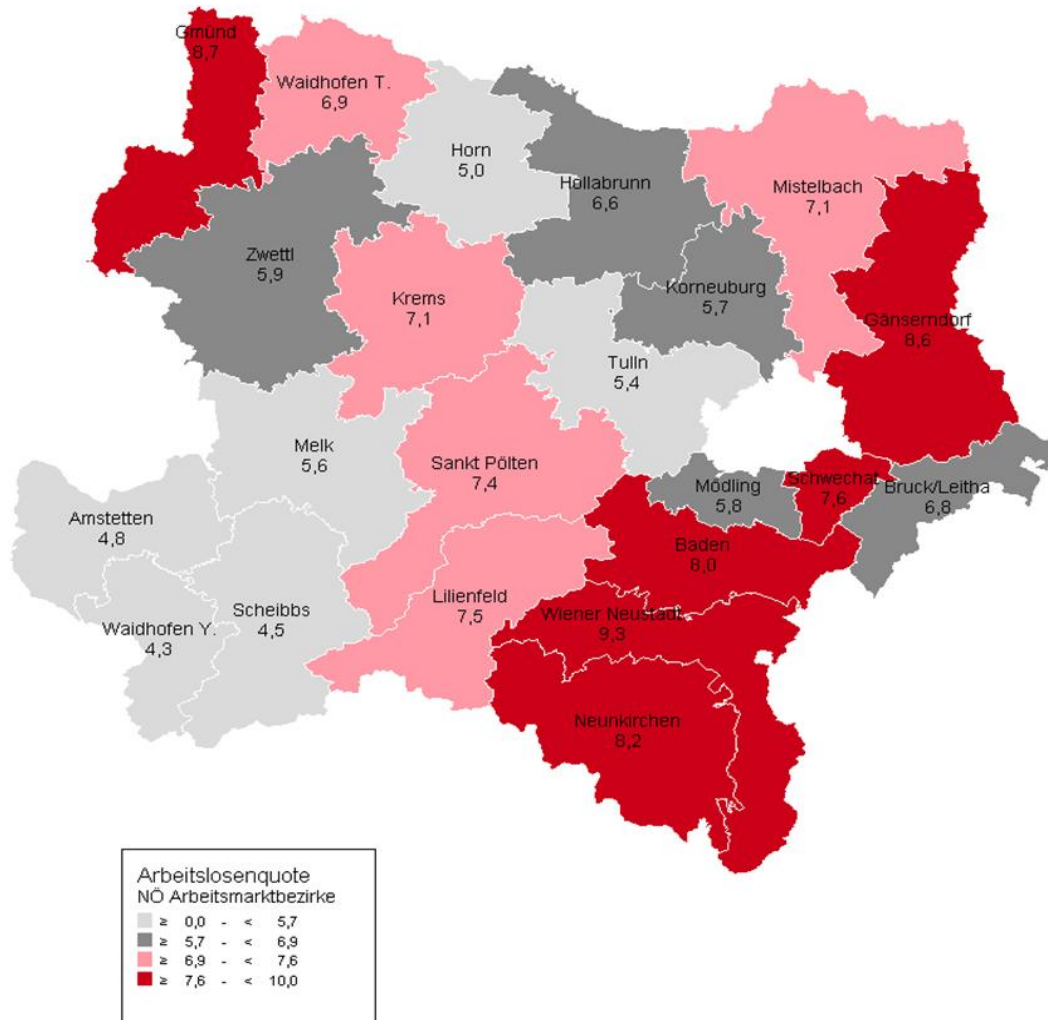 Gmünd
8,7
Waidhofen T.
6,9
Horn
5,0
Hollabrunn
6,6
Mistelbach
7,1
Zwettl
5,9
Krems
7,1
Korneuburg
5,7
Gänserndorf
8,6
Tulln
5,4
Melk
5,6
Sankt Pölten
7,4
Mödling
5,8
Schwechat
7,6
Bruck/Leitha
6,8
Amstetten
4,8
Baden
8,0
Waidhofen Y.
4,3
Scheibbs
4,5
Lilienfeld
7,5
Wiener Neustadt
9,3
Neunkirchen
8,2
Arbeitslosenquote
NÖ Arbeitsmarktbezirke
≥ 0,0 - < 5,7
≥ 5,7 - < 6,9
≥ 6,9 - < 7,6
≥ 7,6 - < 10,0